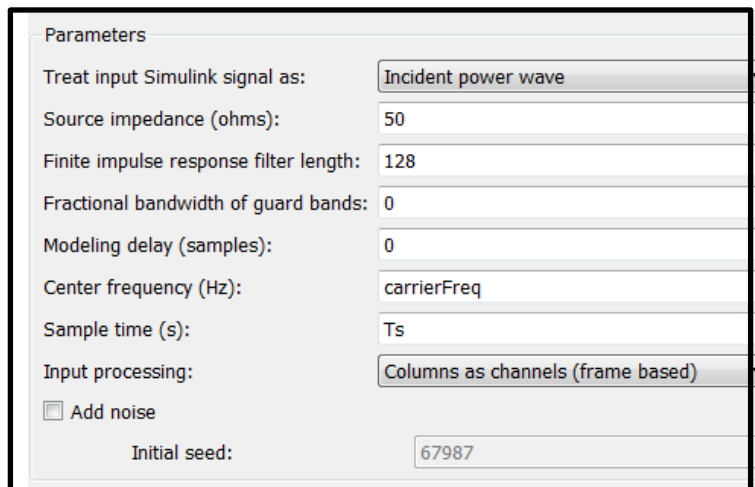 Parameters
Treat input Simulink signal as: Incident power wave
Source impedance (ohms): 50
Finite impulse response filter length: 128
Fractional bandwidth of guard bands: 0
Modeling delay (samples): 0
Center frequency (Hz): carrierFreq
Sample time (s): Ts
Input processing: Columns as channels (frame based)
Add noise
Initial seed: 67987